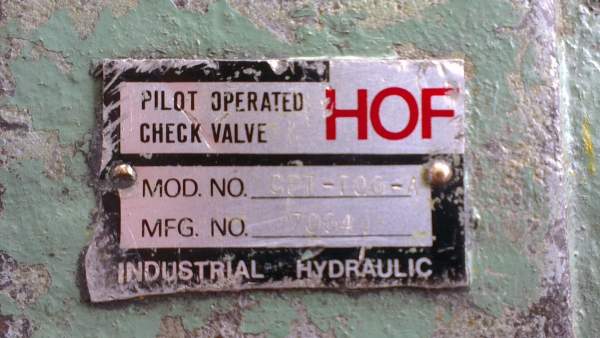 PILOT OPERATED
CHECK VALVE
HOF
MOD. NO.
MFG. NO.
INDUSTRIAL HYDRAULIC